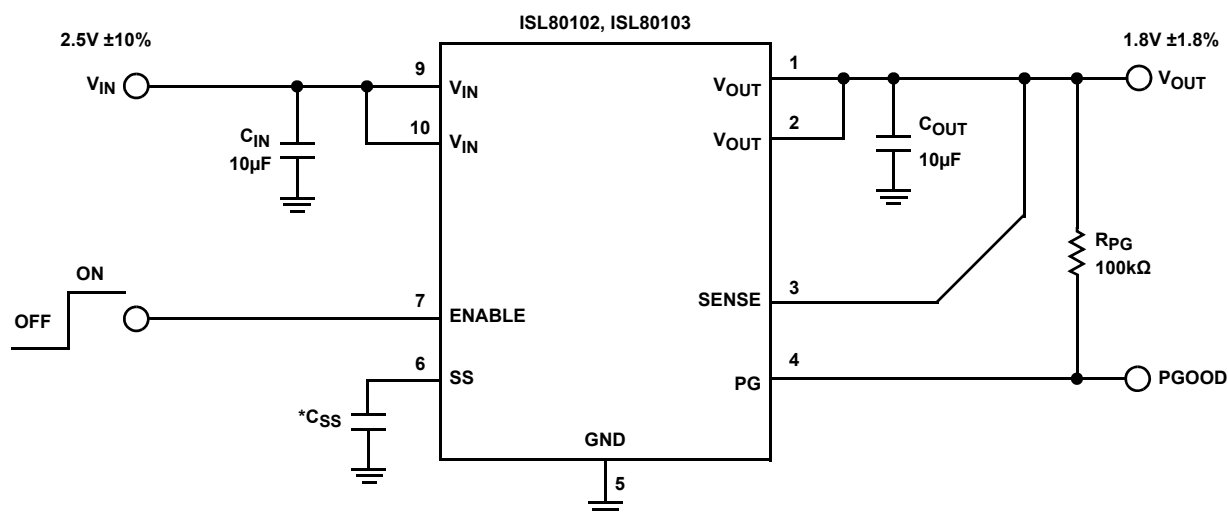 ISL80102, ISL80103
2.5V ±10%
1.8V ±1.8%
VIN
9
VIN
10
VIN
CIN
10µF
1
VOUT
2
VOUT
VOUT
COUT
10µF
RPG
100kΩ
ON
OFF
7
ENABLE
3
SENSE
6
SS
*CSS
4
PG
PGOOD
GND
5